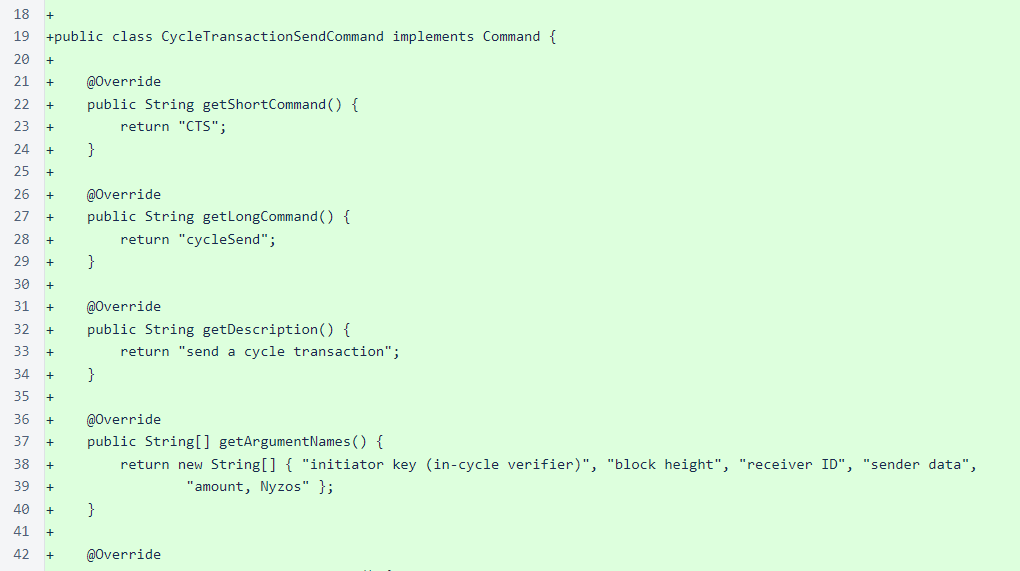 18 +
19 +public class CycleTransactionSendCommand implements Command {
20 +
21 +    @Override
22 +    public String getShortCommand() {
23 +        return "CTS";
24 +    }
25 +
26 +    @Override
27 +    public String getLongCommand() {
28 +        return "cycleSend";
29 +    }
30 +
31 +    @Override
32 +    public String getDescription() {
33 +        return "send a cycle transaction";
34 +    }
35 +
36 +    @Override
37 +    public String[] getArgumentNames() {
38 +        return new String[] { "initiator key (in-cycle verifier)", "block height", "receiver ID", "sender data",
39 +                "amount, Nyzos" };
40 +    }
41 +
42 +    @Override